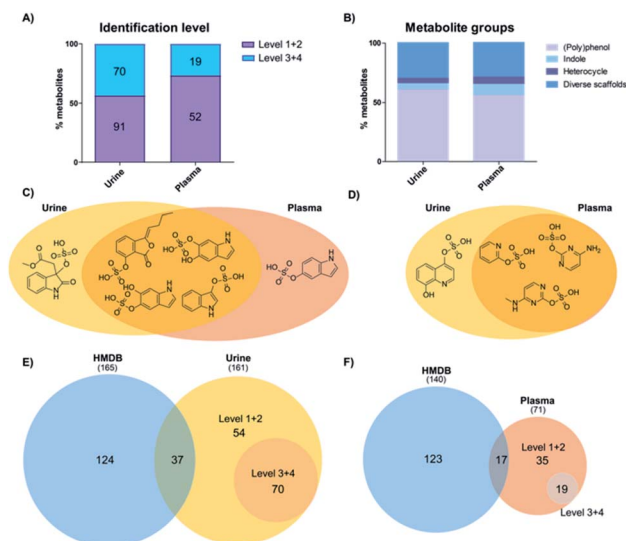 A)
Identification level
100
50
0
% metabolites
70
91
19
52
Urine
Plasma
Level 1+2
Level 3+4
B)
Metabolite groups
100
50
0
% metabolites
Urine
Plasma
(Poly)phenol
Indole
Heterocycle
Diverse scaffolds
C)
Urine
Plasma
D)
Urine
Plasma
E)
HMDB
(165)
Urine
(161)
124
37
Level 1+2
54
Level 3+4
70
F)
HMDB
(140)
Plasma
(71)
123
17
Level 1+2
35
19
Level 3+4